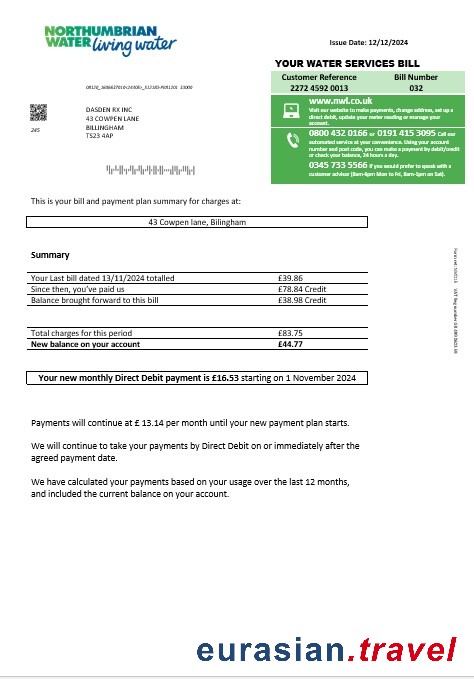 NORTHUMBRIAN
WATER living water
Issue Date: 12/12/2024
YOUR WATER SERVICES BILL
Customer Reference Bill Number
2272 4592 0013 032
www.nwl.co.uk
Visit our website to make payments, change address, set up a
direct debit, update your meter reading or manage your
account.
0800 432 0166 or 0191 415 3095 Call our
automated service at your convenience. Using your account
number and post code, you can make a payment by debit/credit
or check your balance, 24 hours a day.
0345 733 5566 If you would prefer to speak with a
customer advisor (8am-6pm Mon to Fri, 8am-1pm on Sat).
DASDEN RX INC
43 COWPEN LANE
BILLINGHAM
TS23 4AP
245
This is your bill and payment plan summary for charges at:
43 Cowpen lane, Bilingham
Summary
Your Last bill dated 13/11/2024 totalled £39.86
Since then, you've paid us £78.84 Credit
Balance brought forward to this bill £38.98 Credit
Total charges for this period £83.75
New balance on your account £44.77
Your new monthly Direct Debit payment is £16.53 starting on 1 November 2024
Payments will continue at £ 13.14 per month until your new payment plan starts.
We will continue to take your payments by Direct Debit on or immediately after the
agreed payment date.
We have calculated your payments based on your usage over the last 12 months,
and included the current balance on your account.
eurasian.travel